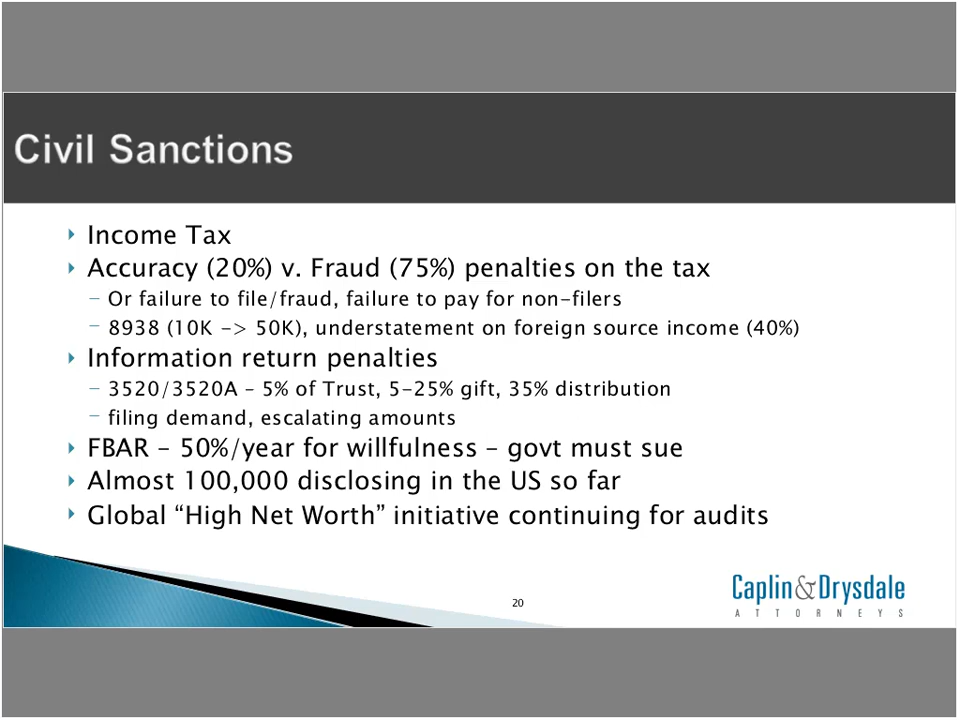 Civil Sanctions
Income Tax
Accuracy (20%) v. Fraud (75%) penalties on the tax
– Or failure to file/fraud, failure to pay for non-filers
– 8938 (10K -> 50K), understatement on foreign source income (40%)
Information return penalties
– 3520/3520A – 5% of Trust, 5-25% gift, 35% distribution
– filing demand, escalating amounts
FBAR – 50%/year for willfulness – govt must sue
Almost 100,000 disclosing in the US so far
Global “High Net Worth” initiative continuing for audits
20
Caplin&Drysdale
ATTORNEYS